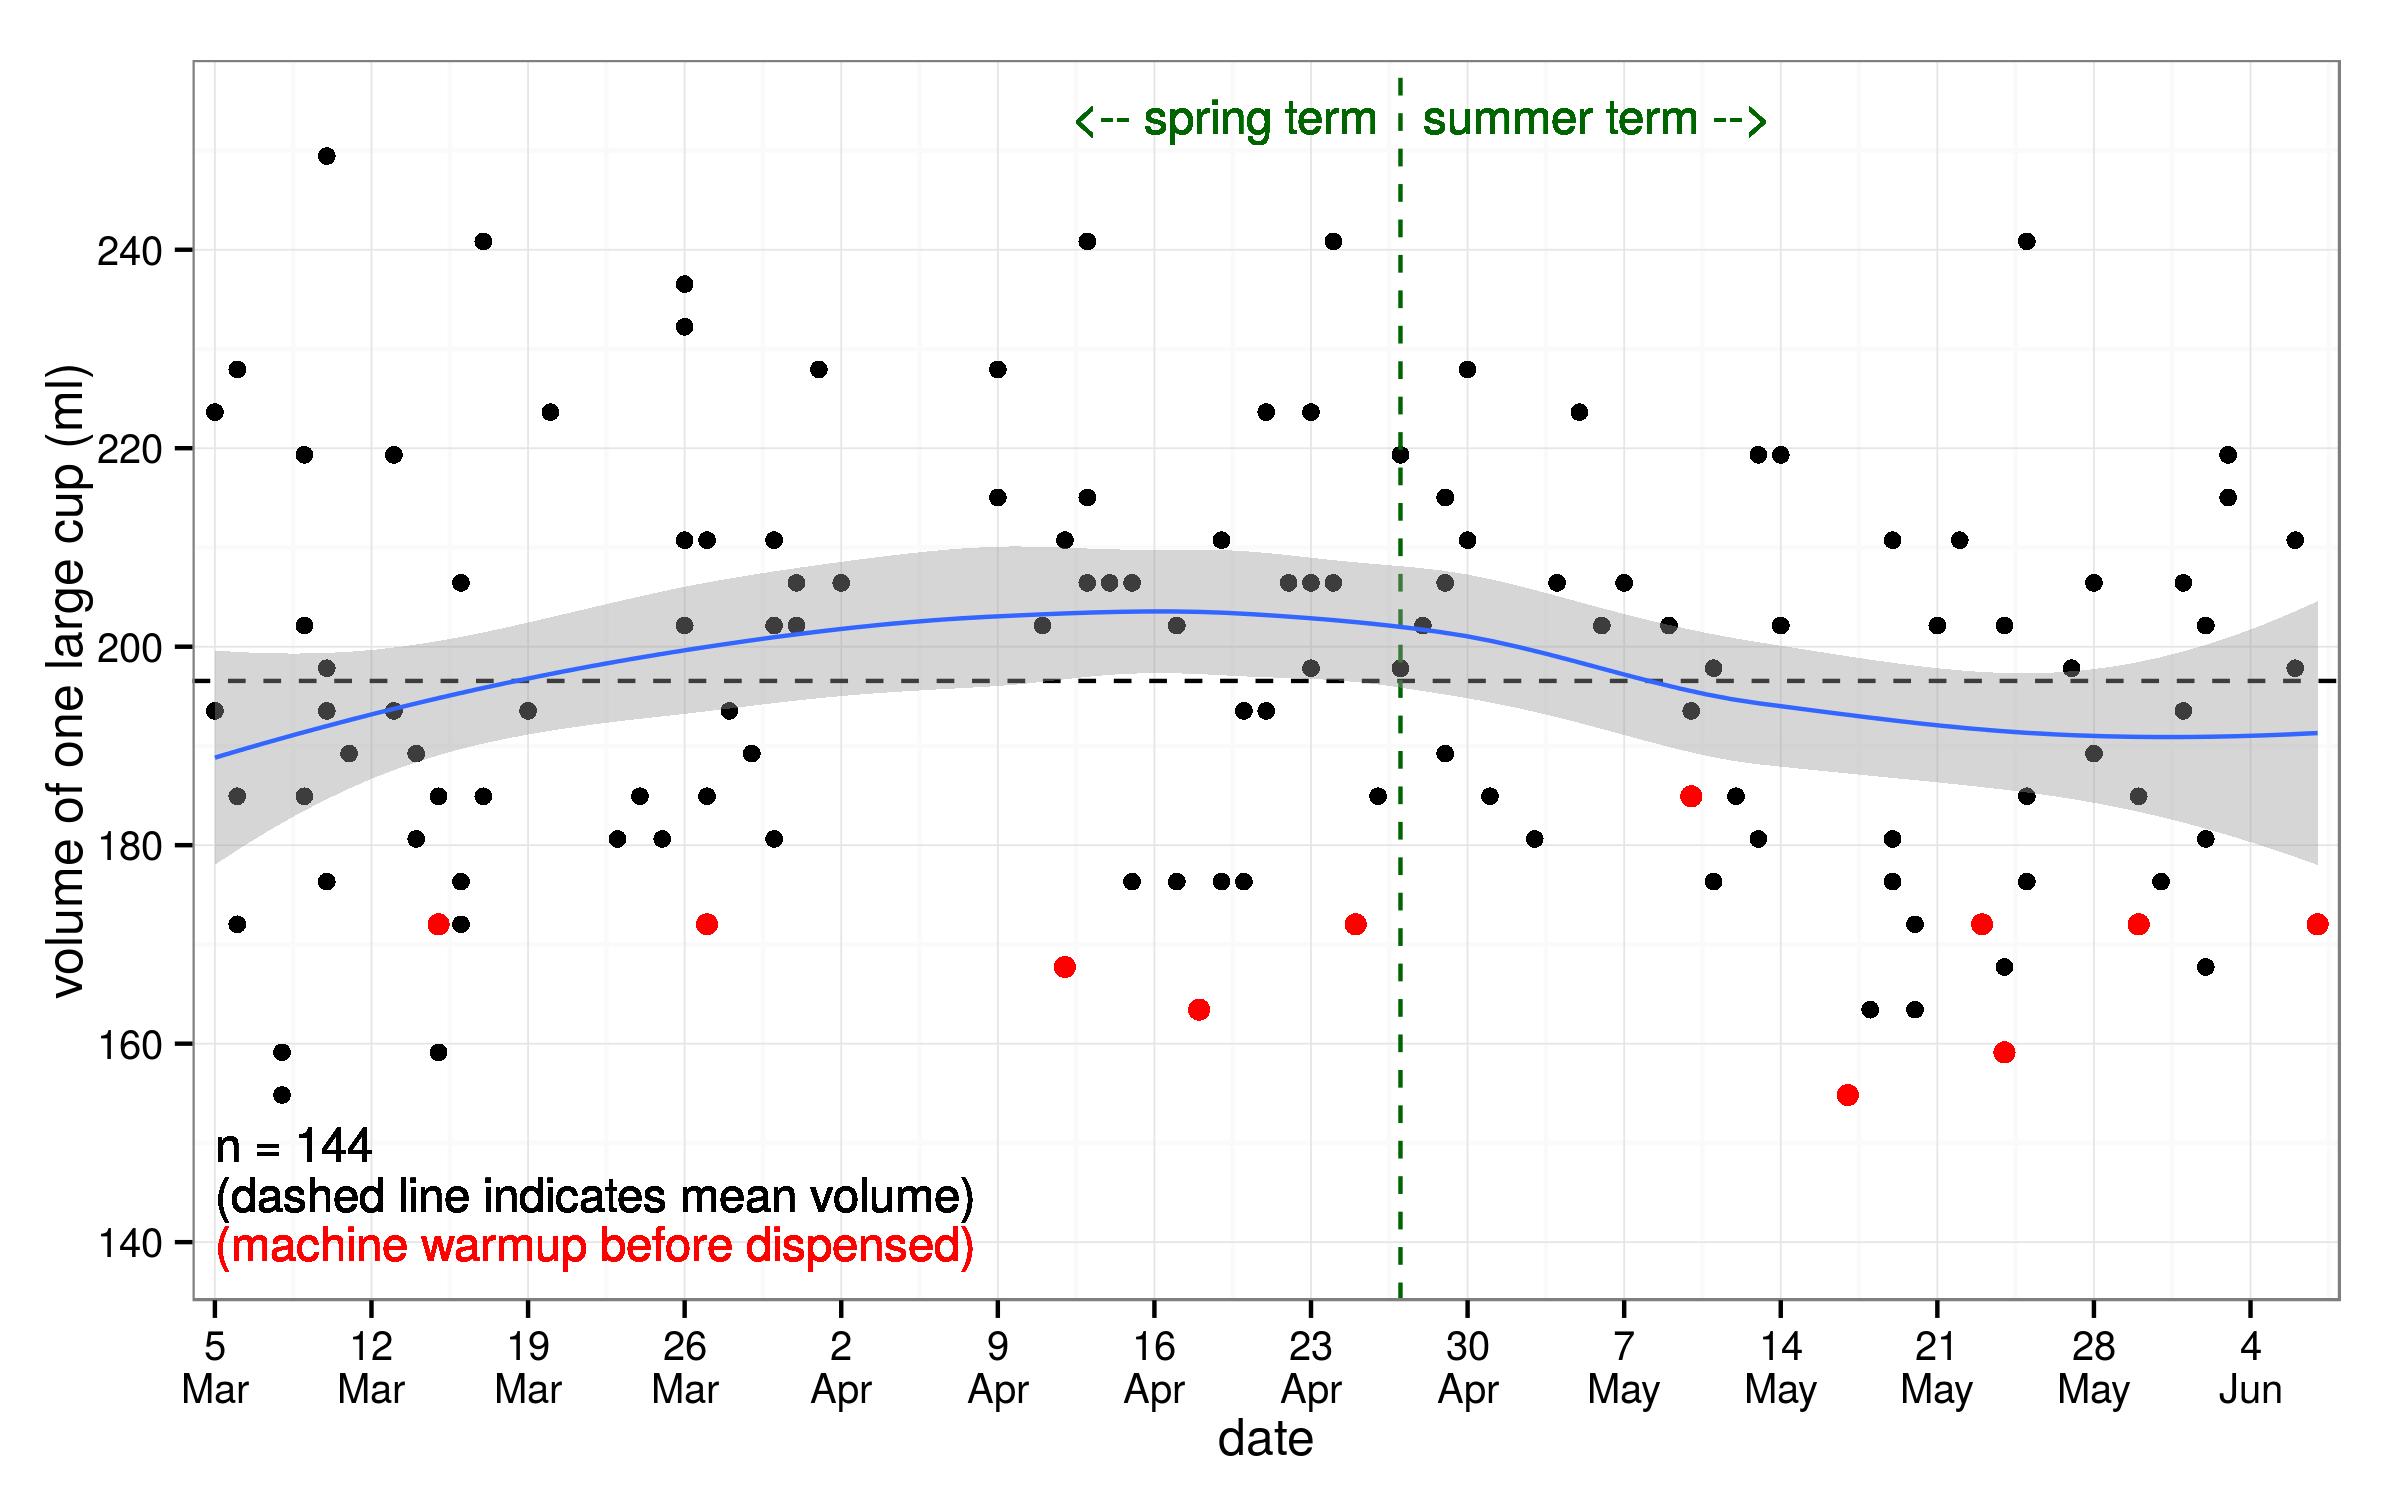 <-- spring term summer term -->
volume of one large cup (ml)
240
220
200
180
160
140
n = 144
(dashed line indicates mean volume)
(machine warmup before dispensed)
5 12 19 26 2 9 16 23 30 7 14 21 28 4
Mar Mar Mar Mar Apr Apr Apr Apr Apr May May May May Jun
date